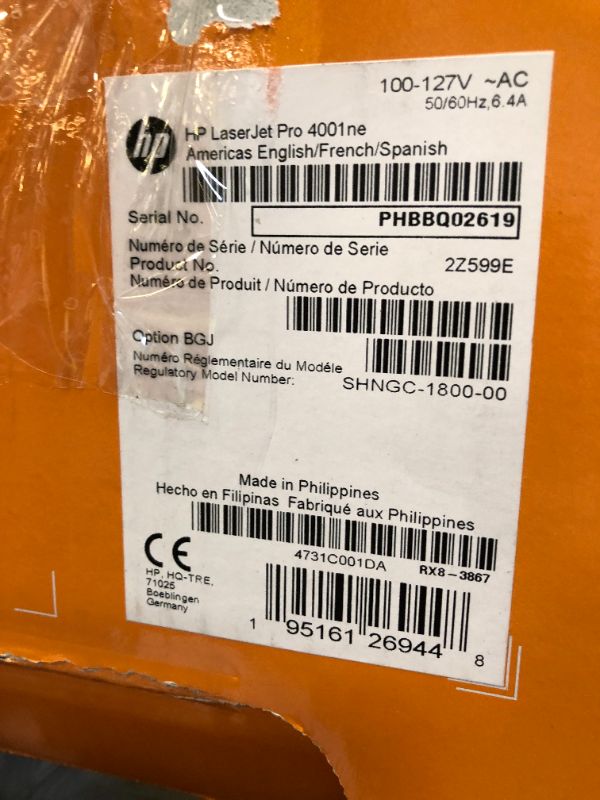 100-127V ~AC
50/60Hz,6.4A
hp
HP LaserJet Pro 4001ne
Americas English/French/Spanish
Serial No. PHBBQ02619
Numéro de Série / Número de Serie
Product No. 2Z599E
Numéro de Produit / Número de Producto
Option BGJ
Numéro Réglementaire du Modéle
Regulatory Model Number: SHNGC-1800-00
Made in Philippines
Hecho en Filipinas Fabriqué aux Philippines
4731C001DA RX8-3867
CE
HP, HQ-TRE,
71025
Boeblingen
Germany
1 95161 26944 8